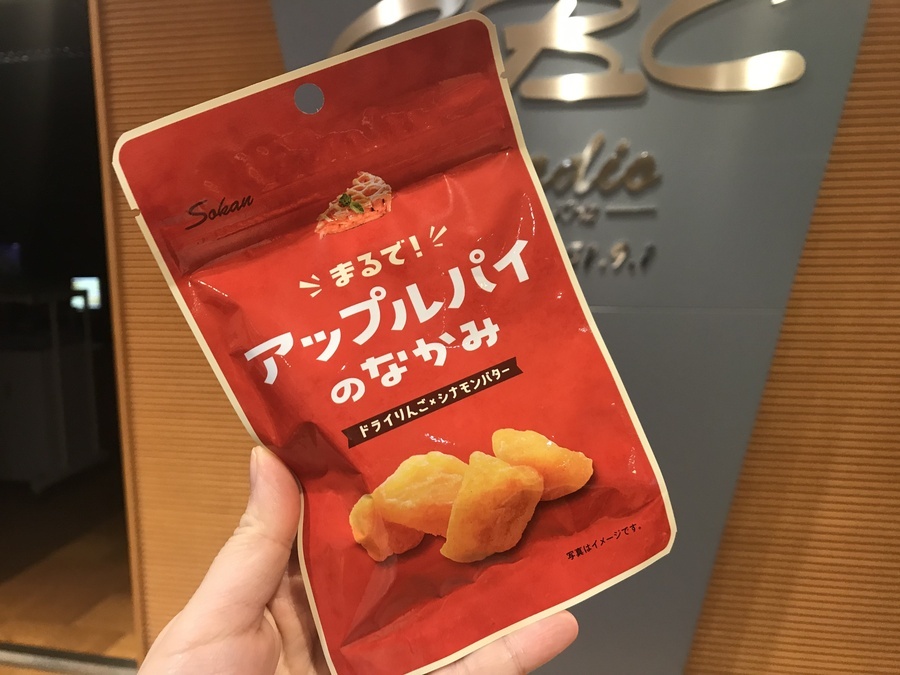 Sokan
まるで!
アップルパイ
のなかみ
ドライりんご×シナモンバター
写真はイメージです。